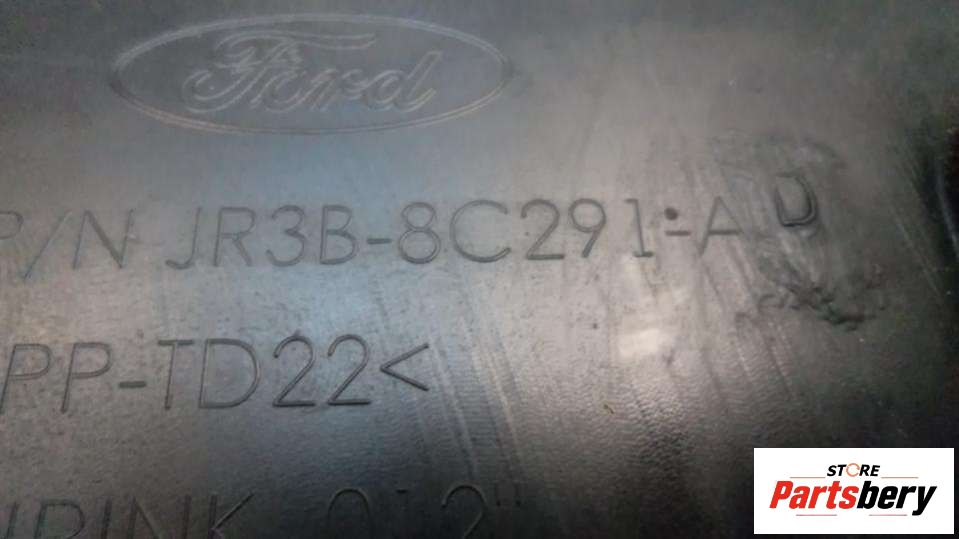 Ford
P/N JR3B-8C291-AD
PP-TD22<
STORE
Partsbery